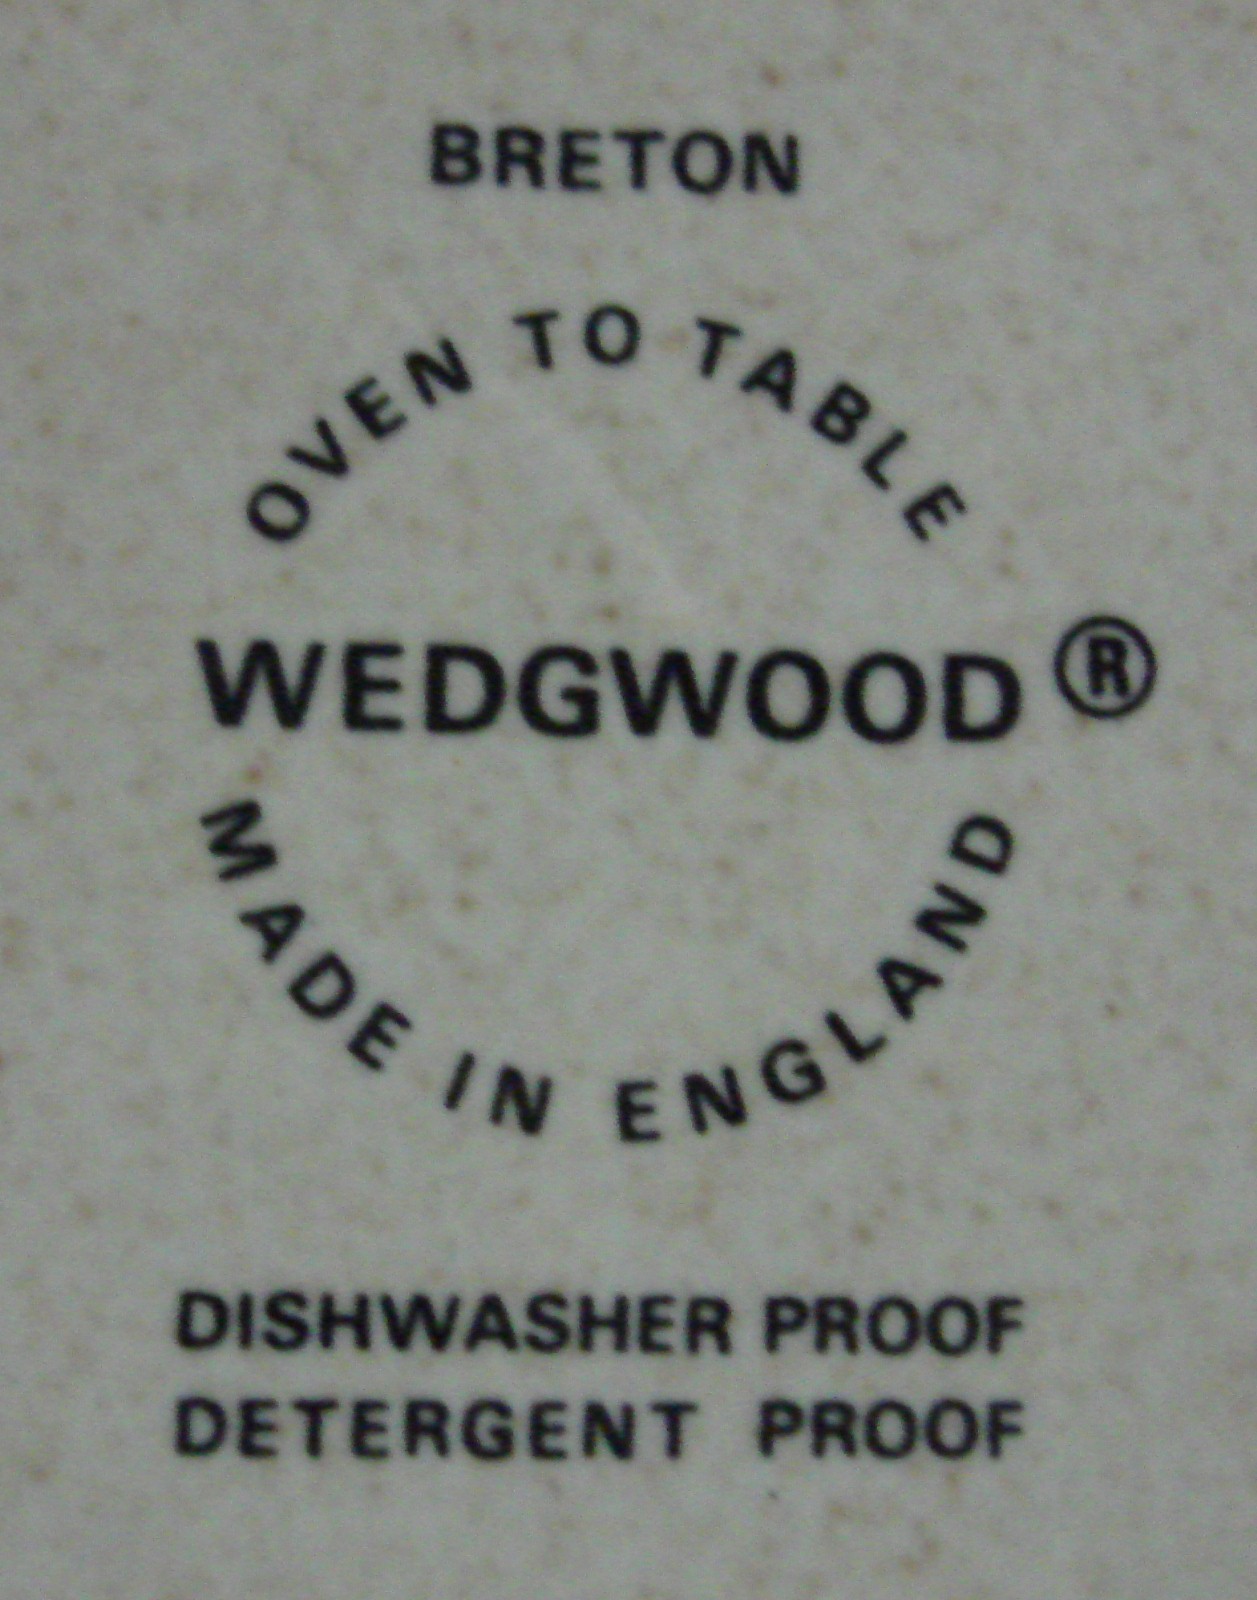 BRETON
OVEN TO TABLE
WEDGWOOD ®
MADE IN ENGLAND
DISHWASHER PROOF
DETERGENT PROOF